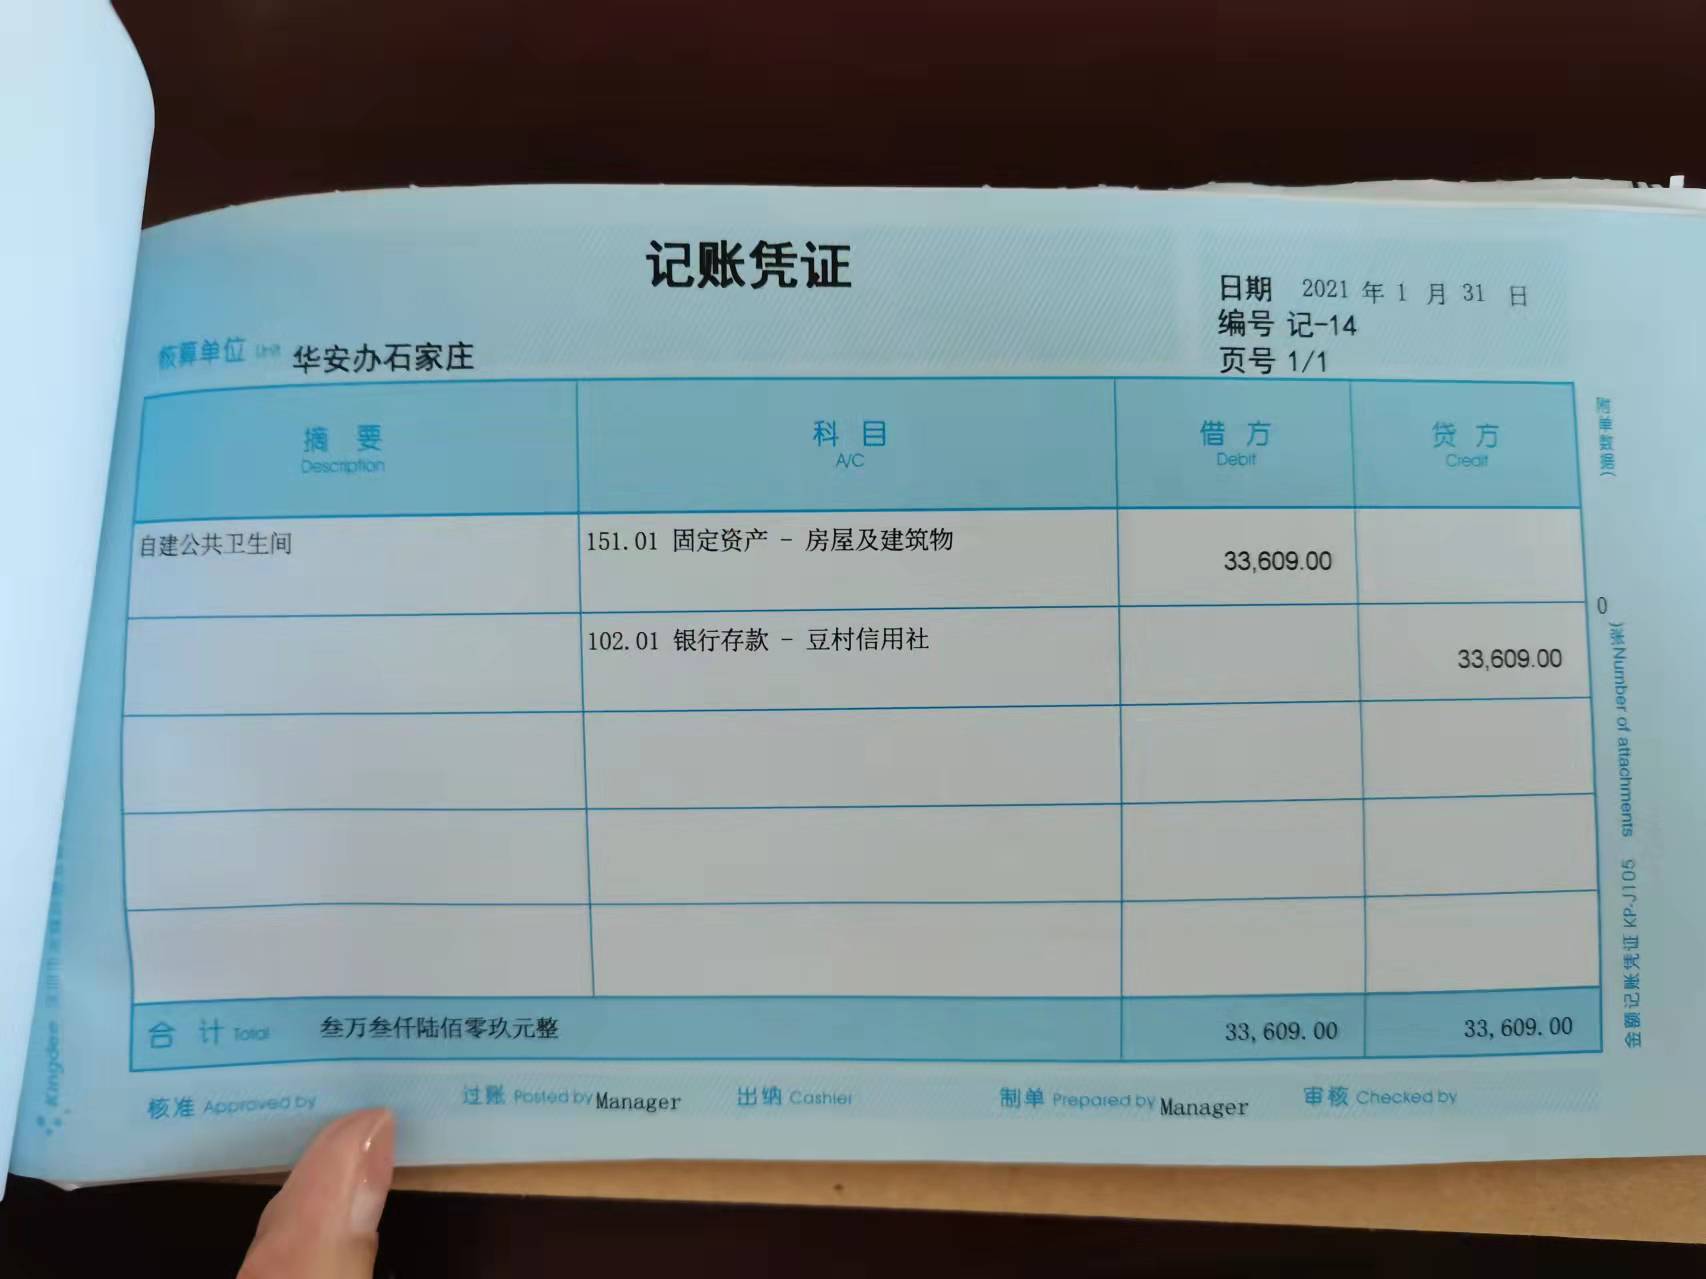 记账凭证
日期 2021 年 1 月 31 日
编号 记-14
页号 1/1
核算单位 Unit 华安办石家庄
摘 要 科 目 借 方 贷 方
Description A/C Debit Credit
自建公共卫生间 151.01 固定资产 - 房屋及建筑物 33,609.00
102.01 银行存款 - 豆村信用社 33,609.00
合 计 Total 叁万叁仟陆佰零玖元整 33,609.00 33,609.00
核准 Approved by 过账 Posted by Manager 出纳 Cashier 制单 Prepared by Manager 审核 Checked by
附单数据(
0
)张Number of attachments
金额记账凭证 KP-J105
Kingdee